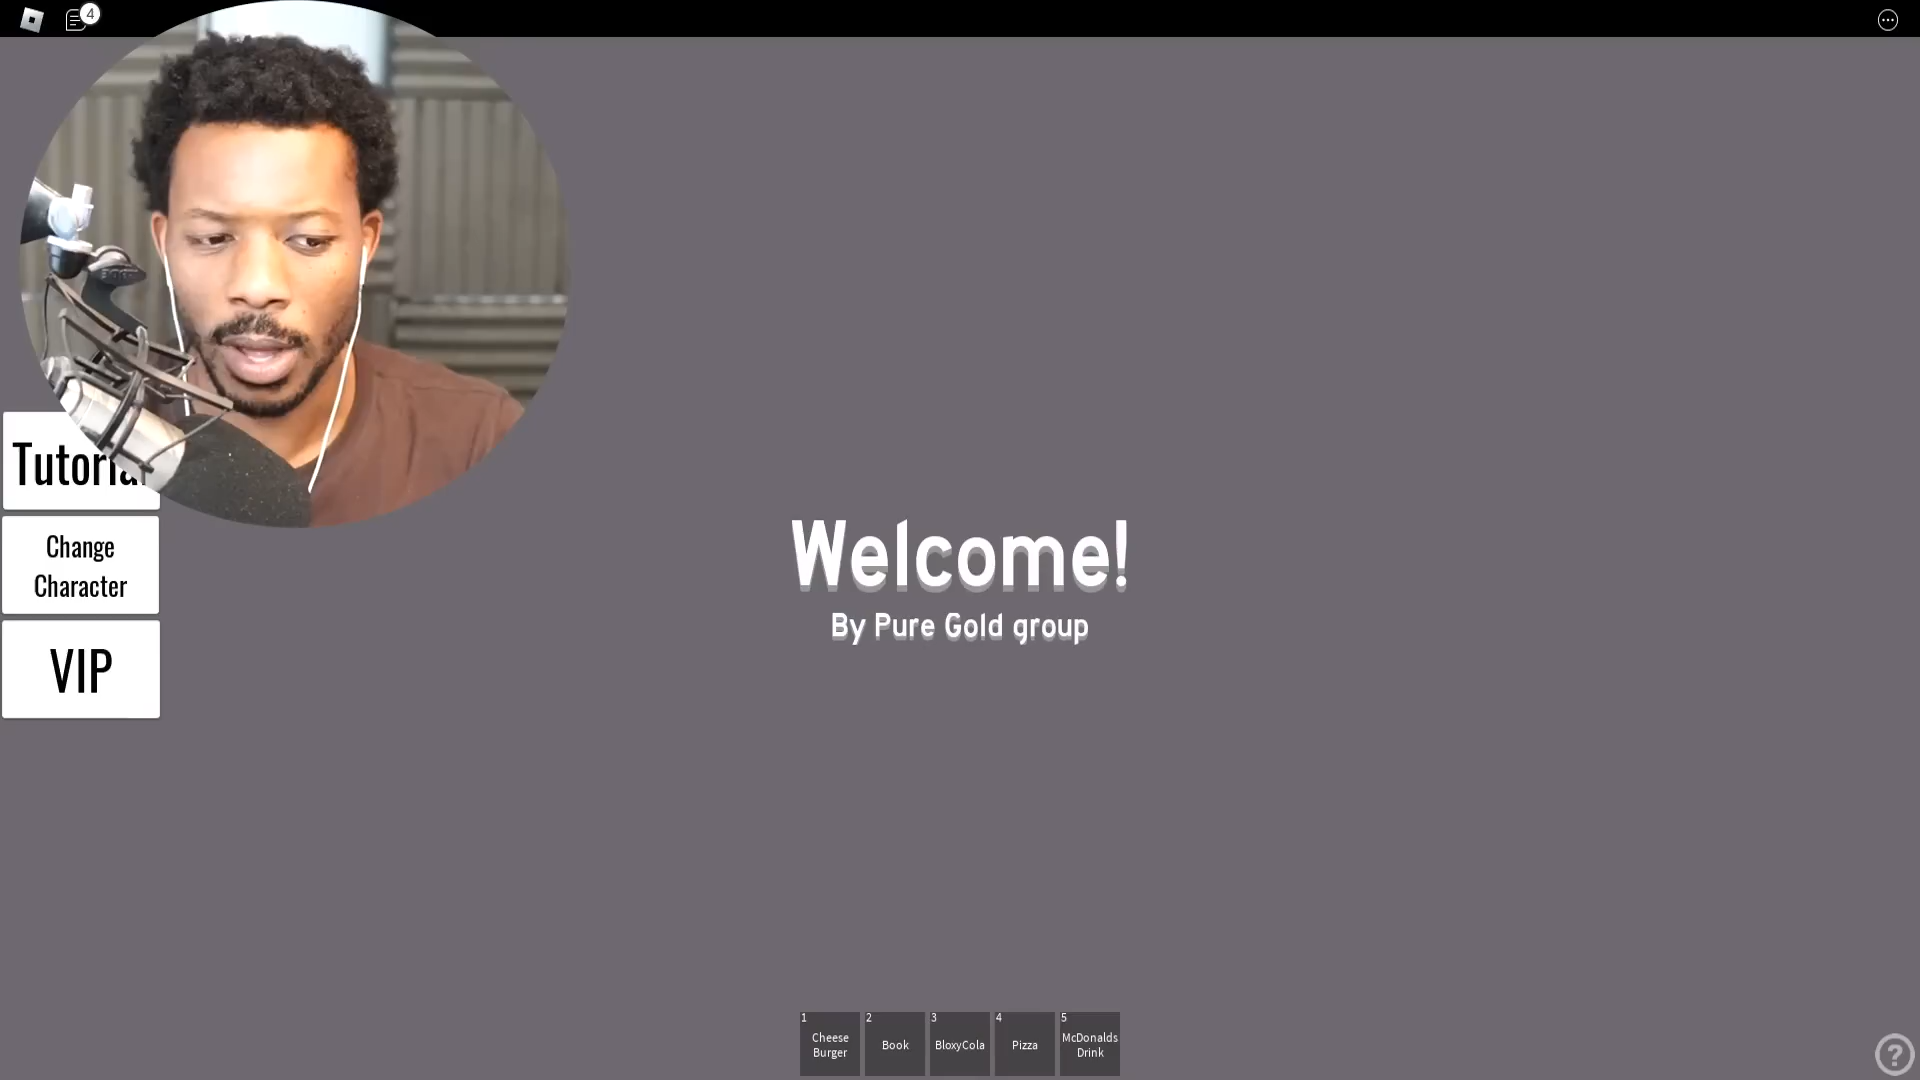 4
Tutorial
Change
Character
VIP
Welcome!
By Pure Gold group
1
Cheese
Burger
2
Book
3
BloxyCola
4
Pizza
5
McDonalds
Drink
?